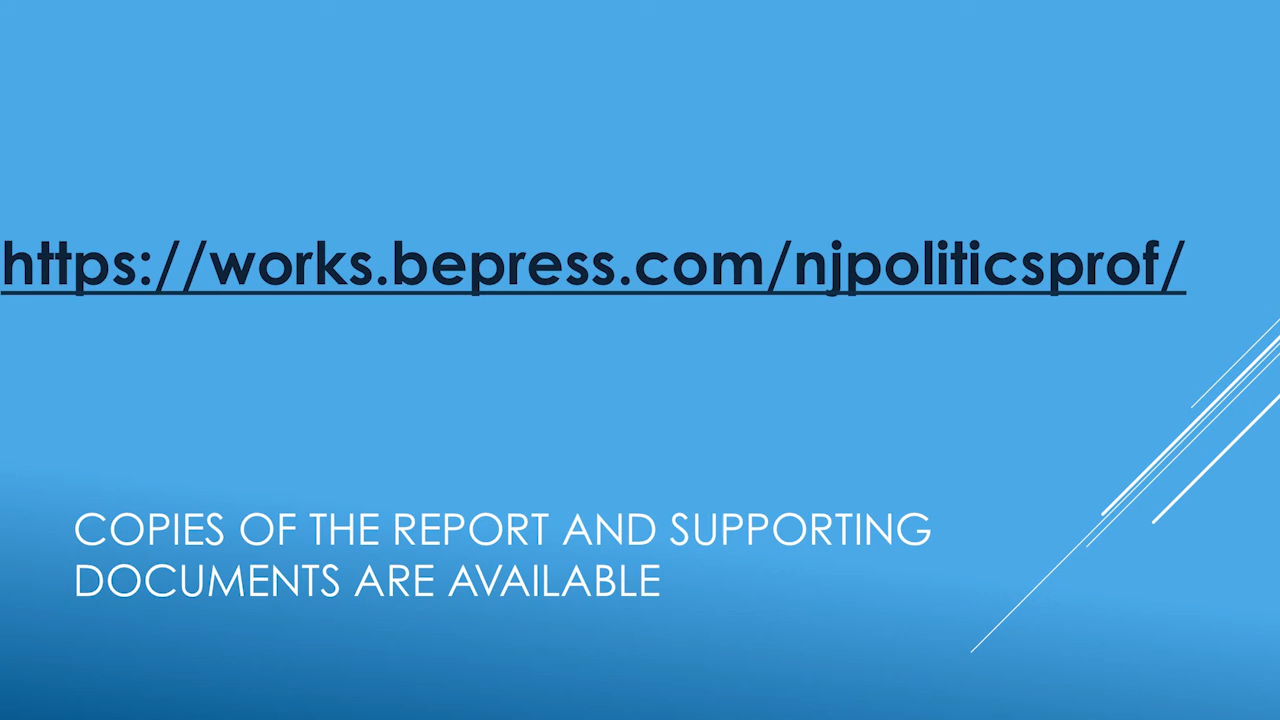 https://works.bepress.com/njpoliticsprof/
COPIES OF THE REPORT AND SUPPORTING
DOCUMENTS ARE AVAILABLE